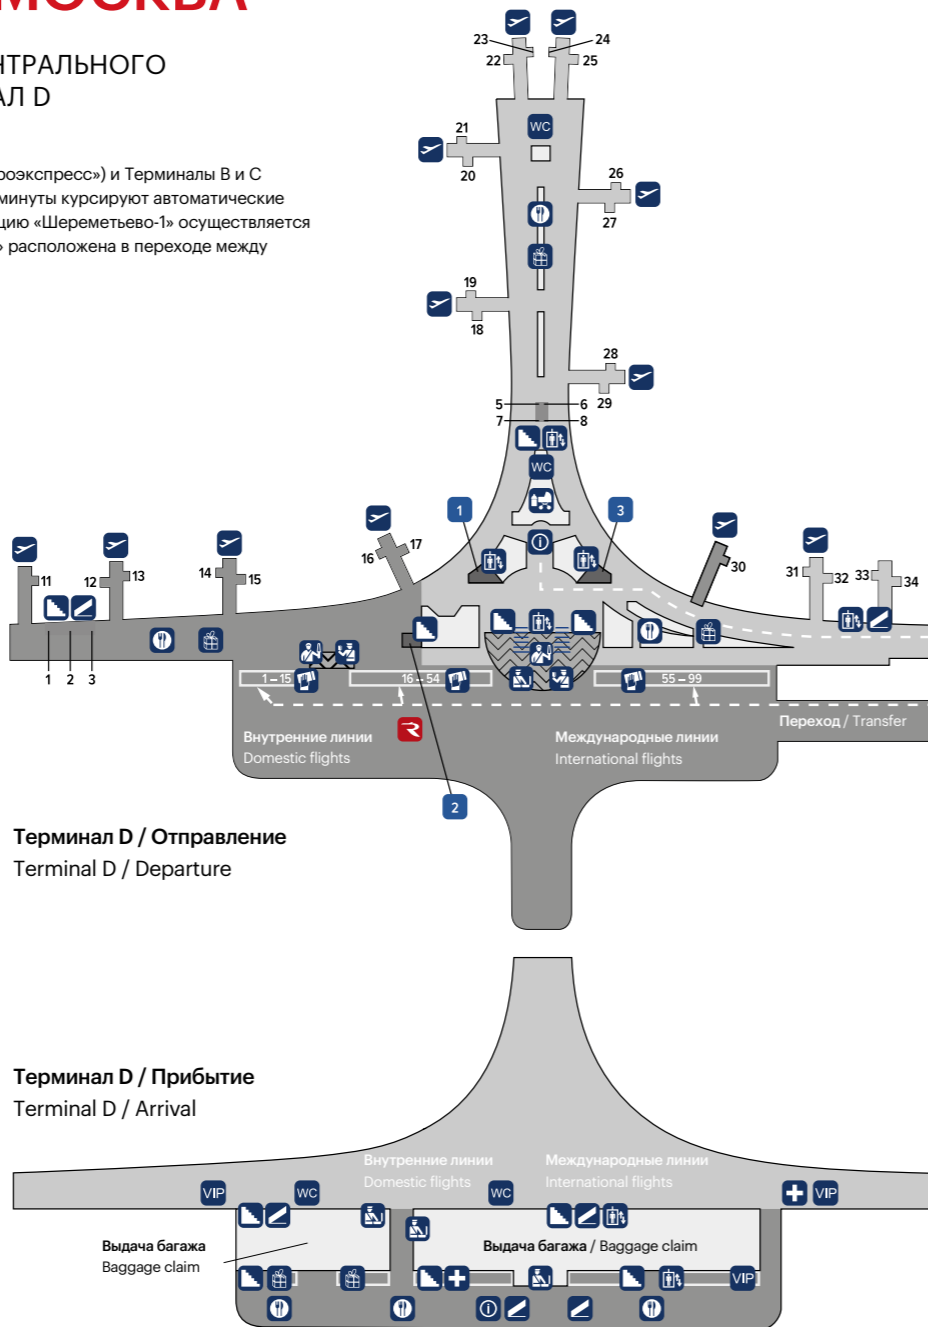 МОСКВА
НТРАЛЬНОГО
АЛ D
роэкспресс») и Терминалы B и C
минуты курсируют автоматические
цию «Шереметьево-1» осуществляется
» расположена в переходе между
23
24
22
25
21
WC
20
26
27
19
18
28
29
5
6
7
8
WC
1
3
17
16
11
12
13
14
15
30
31
32
33
34
1
2
3
1 – 15
16 – 54
55 – 99
Переход / Transfer
Внутренние линии
Domestic flights
Международные линии
International flights
2
Терминал D / Отправление
Terminal D / Departure
Терминал D / Прибытие
Terminal D / Arrival
Внутренние линии
Domestic flights
Международные линии
International flights
VIP
WC
WC
VIP
Выдача багажа
Baggage claim
Выдача багажа / Baggage claim
VIP